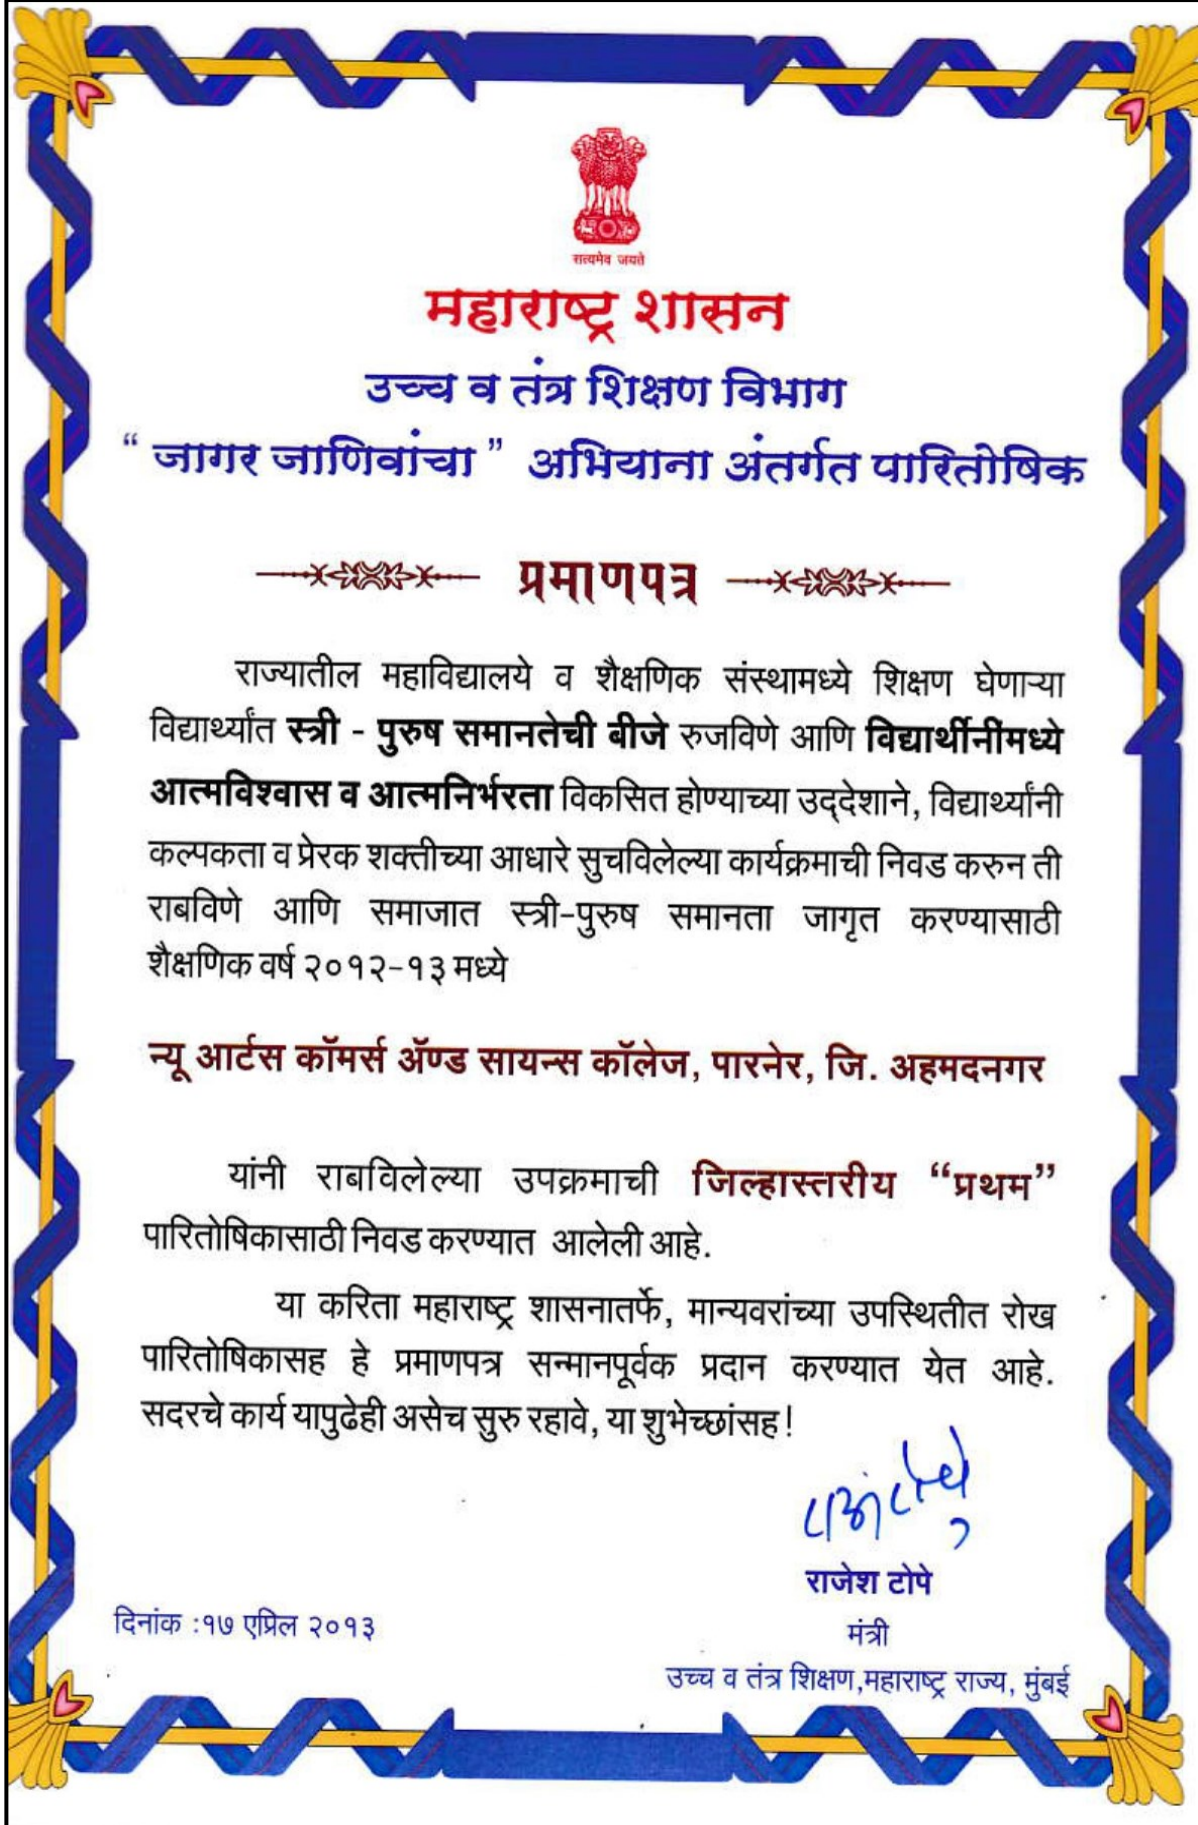 सत्यमेव जयते
महाराष्ट्र शासन
उच्च व तंत्र शिक्षण विभाग
“ जागर जाणिवांचा ” अभियाना अंतर्गत पारितोषिक
प्रमाणपत्र
राज्यातील महाविद्यालये व शैक्षणिक संस्थामध्ये शिक्षण घेणाऱ्या
विद्यार्थ्यांत स्त्री - पुरुष समानतेची बीजे रुजविणे आणि विद्यार्थीनींमध्ये
आत्मविश्वास व आत्मनिर्भरता विकसित होण्याच्या उद्‌देशाने, विद्यार्थ्यांनी
कल्पकता व प्रेरक शक्तीच्या आधारे सुचविलेल्या कार्यक्रमाची निवड करुन ती
राबविणे आणि समाजात स्त्री-पुरुष समानता जागृत करण्यासाठी
शैक्षणिक वर्ष २०१२-१३ मध्ये
न्यू आर्टस कॉमर्स ॲण्ड सायन्स कॉलेज, पारनेर, जि. अहमदनगर
यांनी राबविलेल्या उपक्रमाची जिल्हास्तरीय “प्रथम”
पारितोषिकासाठी निवड करण्यात आलेली आहे.
या करिता महाराष्ट्र शासनातर्फे, मान्यवरांच्या उपस्थितीत रोख
पारितोषिकासह हे प्रमाणपत्र सन्मानपूर्वक प्रदान करण्यात येत आहे.
सदरचे कार्य यापुढेही असेच सुरु रहावे, या शुभेच्छांसह!
राजेश टोपे
दिनांक :१७ एप्रिल २०१३
मंत्री
उच्च व तंत्र शिक्षण,महाराष्ट्र राज्य, मुंबई